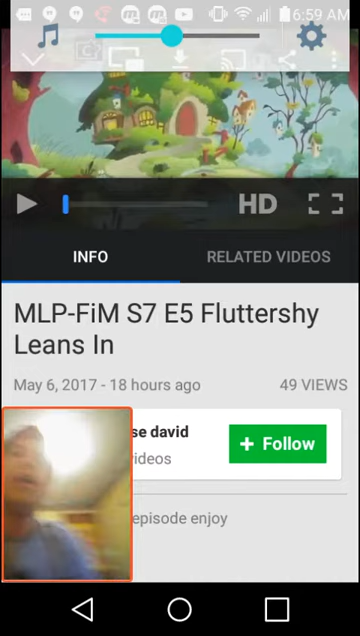 6:59 AM
HD
INFO
RELATED VIDEOS
MLP-FiM S7 E5 Fluttershy
Leans In
May 6, 2017 - 18 hours ago
49 VIEWS
se david
+ Follow
videos
episode enjoy